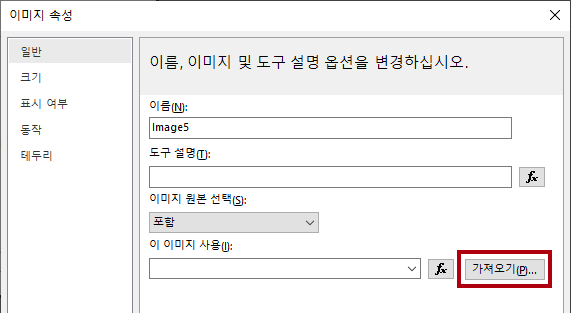 이미지 속성
일반
크기
표시 여부
동작
테두리
이름, 이미지 및 도구 설명 옵션을 변경하십시오.
이름(N):
Image5
도구 설명(T):
fx
이미지 원본 선택(S):
포함
이 이미지 사용(I):
fx
가져오기(P)...